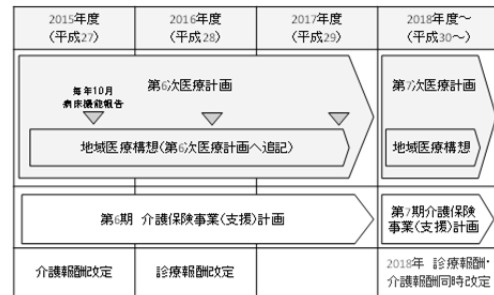 2015年度
(平成27)
2016年度
(平成28)
2017年度
(平成29)
2018年度～
(平成30～)
第6次医療計画
第7次医療計画
毎年10月
病床機能報告
地域医療構想(第6次医療計画へ追記)
地域医療構想
第6期 介護保険事業(支援)計画
第7期介護保険
事業(支援)計画
介護報酬改定
診療報酬改定
2018年 診療報酬・
介護報酬同時改定